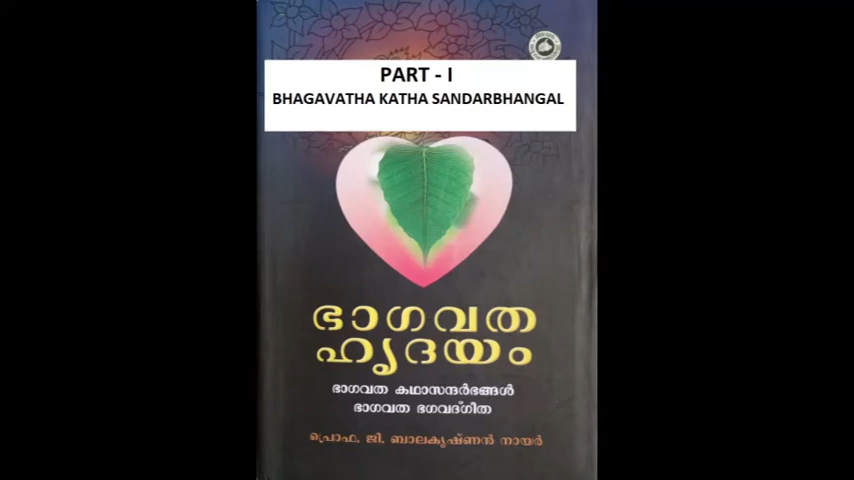 PART - I
BHAGAVATHA KATHA SANDARBHANGAL
ഭാഗവത
ഹൃദയം
ഭാഗവത കഥാസന്ദർഭങ്ങൾ
ഭാഗവത ഭഗവദ്ഗീത
പ്രൊഫ. ജി. ബാലകൃഷ്ണൻ നായർ